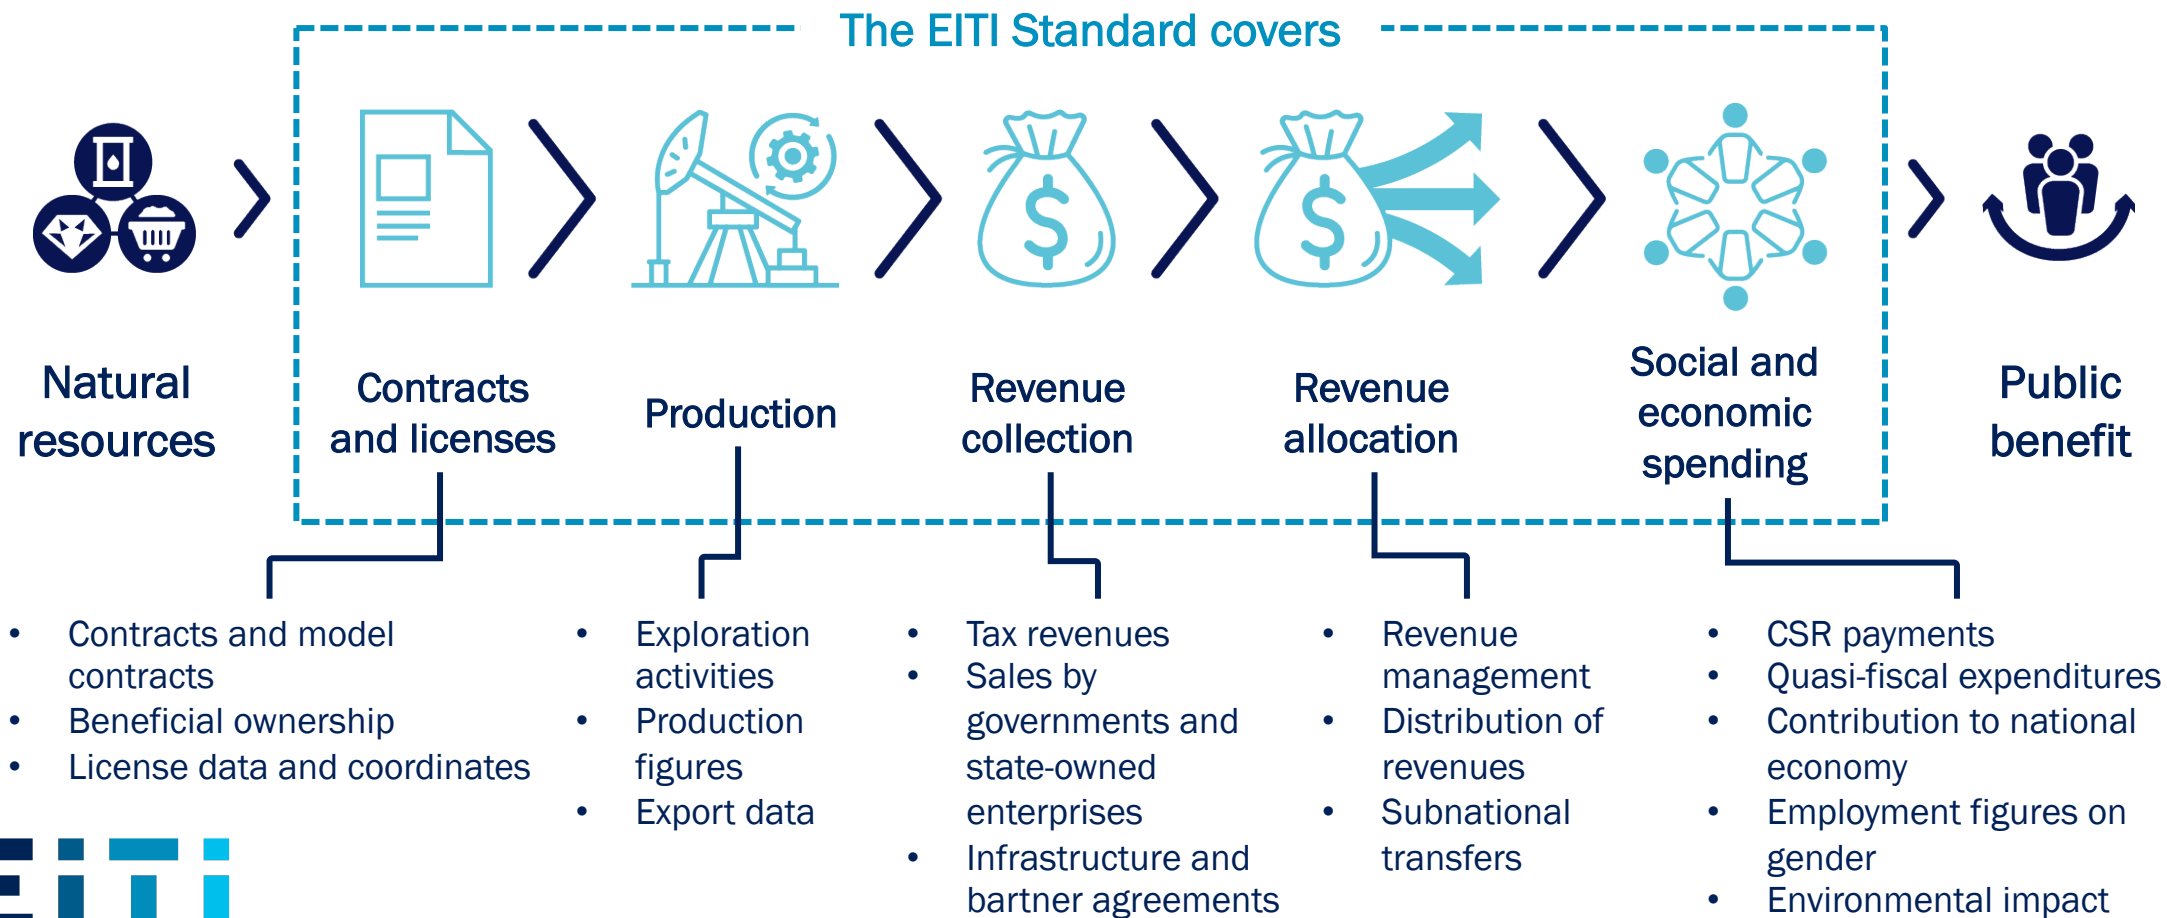 The EITI Standard covers
Natural
resources
Contracts
and licenses
Production
Revenue
collection
Revenue
allocation
Social and
economic
spending
Public
benefit
• Contracts and model
contracts
• Beneficial ownership
• License data and coordinates
• Exploration
activities
• Production
figures
• Export data
• Tax revenues
• Sales by
governments and
state-owned
enterprises
• Infrastructure and
bartner agreements
• Revenue
management
• Distribution of
revenues
• Subnational
transfers
• CSR payments
• Quasi-fiscal expenditures
• Contribution to national
economy
• Employment figures on
gender
• Environmental impact
EITI